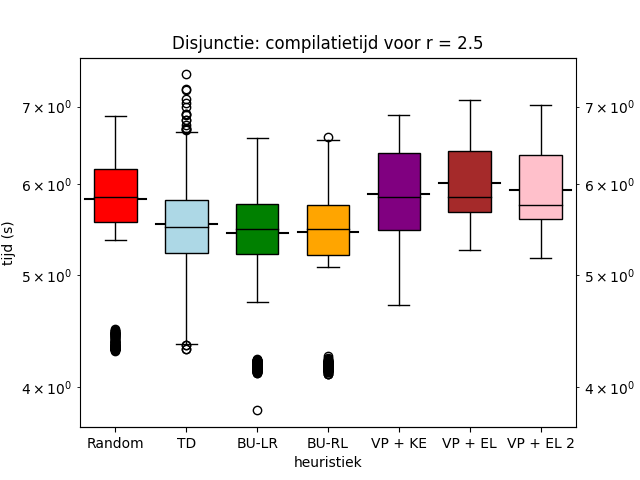 Disjunctie: compilatietijd voor r = 2.5
tijd (s)
7 × 10⁰
6 × 10⁰
5 × 10⁰
4 × 10⁰
7 × 10⁰
6 × 10⁰
5 × 10⁰
4 × 10⁰
Random TD BU-LR BU-RL VP + KE VP + EL VP + EL 2
heuristiek